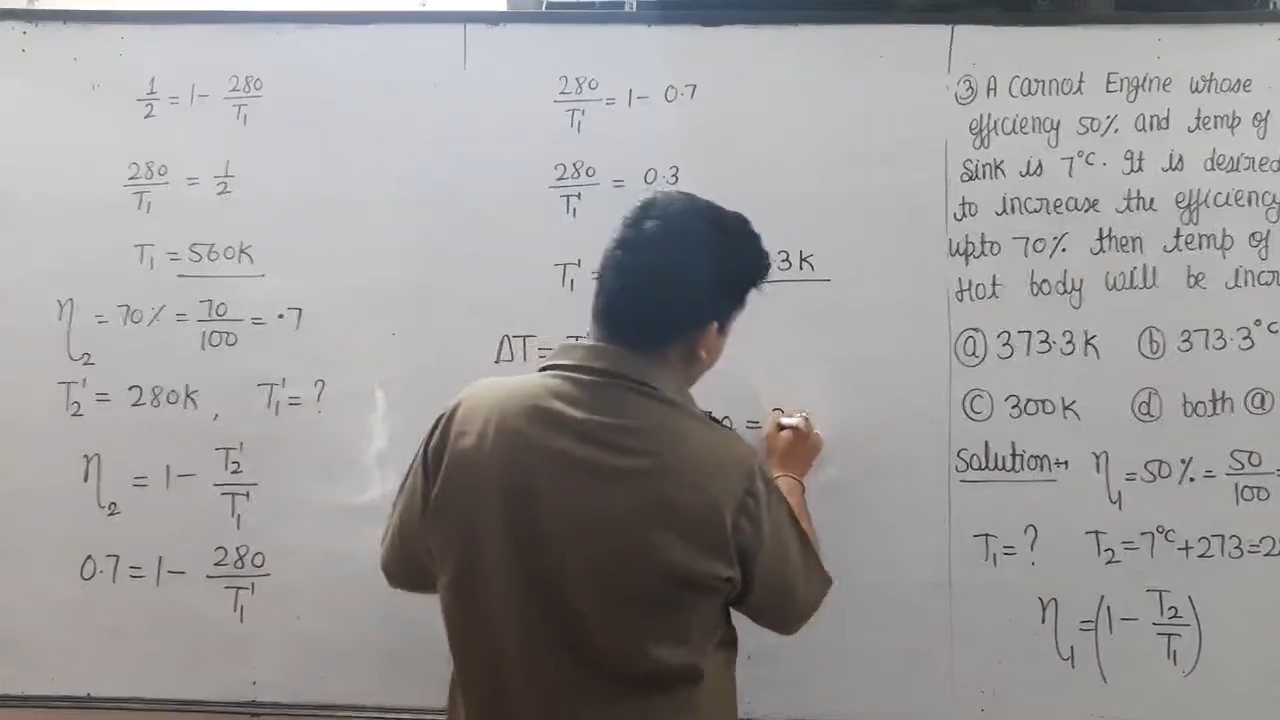 1/2 = 1 - 280/T₁
280/T₁ = 1/2
T₁ = 560K
η₂ = 70% = 70/100 = ·7
T₂' = 280K , T₁' = ?
η₂ = 1 - T₂'/T₁'
0.7 = 1 - 280/T₁'
280/T₁' = 1 - 0.7
280/T₁' = 0.3
T₁' = 3K
ΔT = T₁'
=
③ A Carnot Engine whose
efficiency 50% and temp of
Sink is 7°C. It is desired
to increase the efficiency
upto 70% then temp of
Hot body will be incr
ⓐ 373.3K ⓑ 373.3°C
ⓒ 300K ⓓ both ⓐ
Solution:- η₁ = 50% = 50/100 =
T₁ = ? T₂ = 7°C + 273 = 2
η₁ = (1 - T₂/T₁)